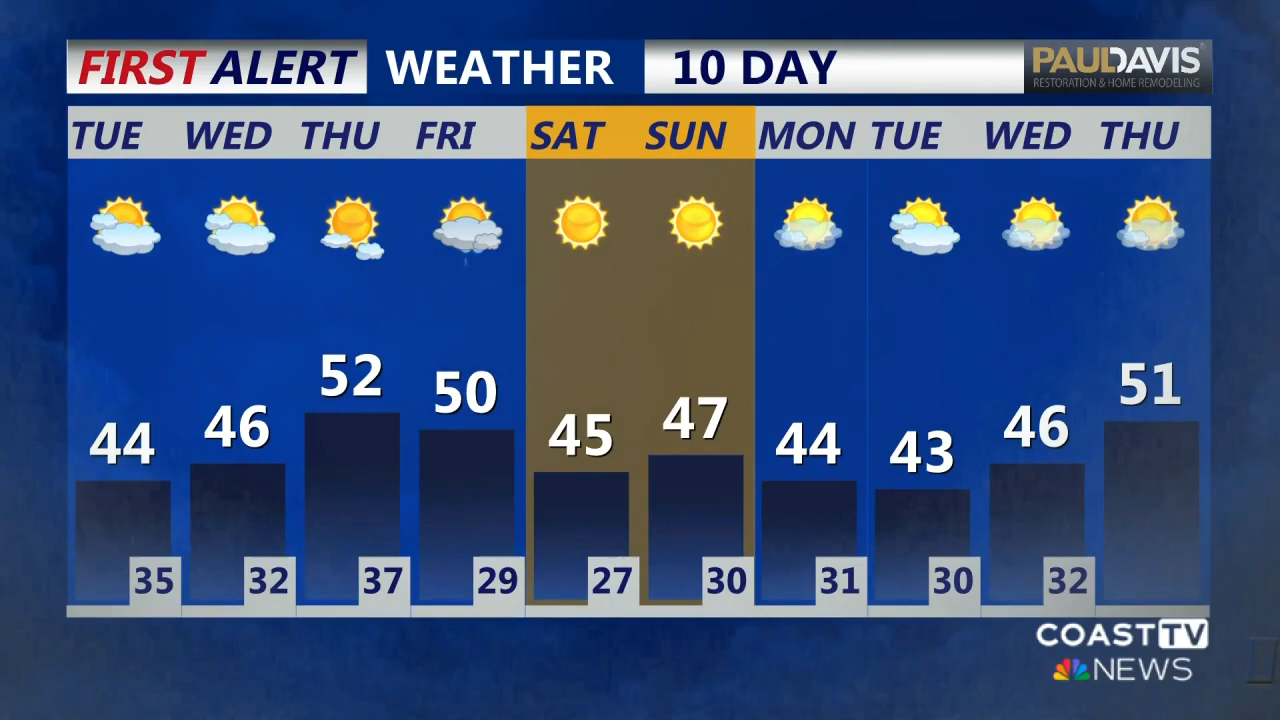 FIRST ALERT WEATHER 10 DAY PAUL DAVIS®
RESTORATION & HOME REMODELING
TUE WED THU FRI SAT SUN MON TUE WED THU
44 46 52 50 45 47 44 43 46 51
35 32 37 29 27 30 31 30 32
COAST TV
NEWS